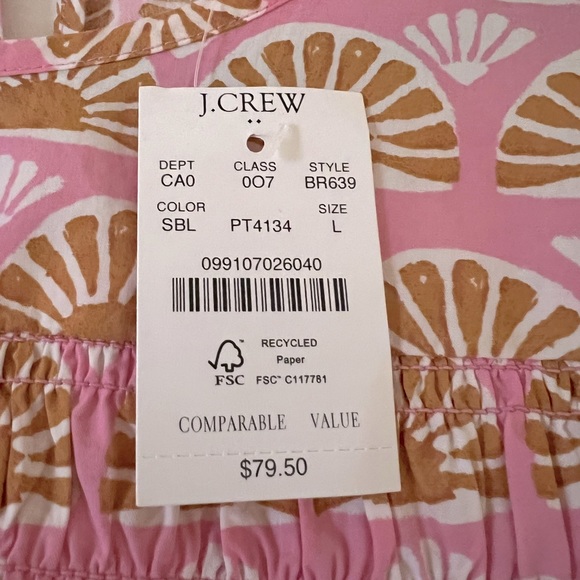 J.CREW
DEPT CLASS STYLE
CA0 0O7 BR639
COLOR SIZE
SBL PT4134 L
099107026040
RECYCLED
Paper
FSC FSC™ C117761
COMPARABLE VALUE
$79.50